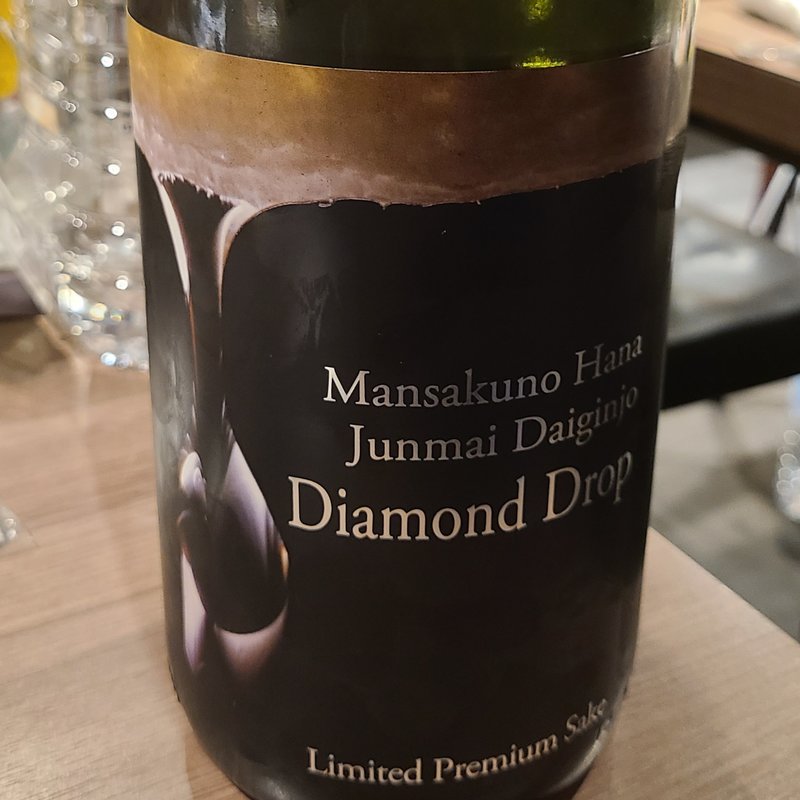 Mansakuno Hana
Junmai Daiginjo
Diamond Drop
Limited Premium Sake